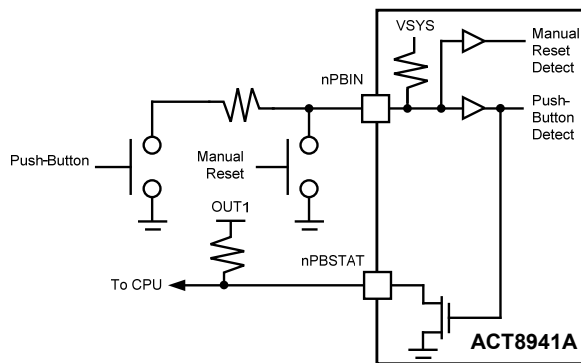 VSYS
Manual
Reset
Detect
nPBIN
Push-
Button
Detect
Push-Button
Manual
Reset
OUT1
nPBSTAT
To CPU
ACT8941A